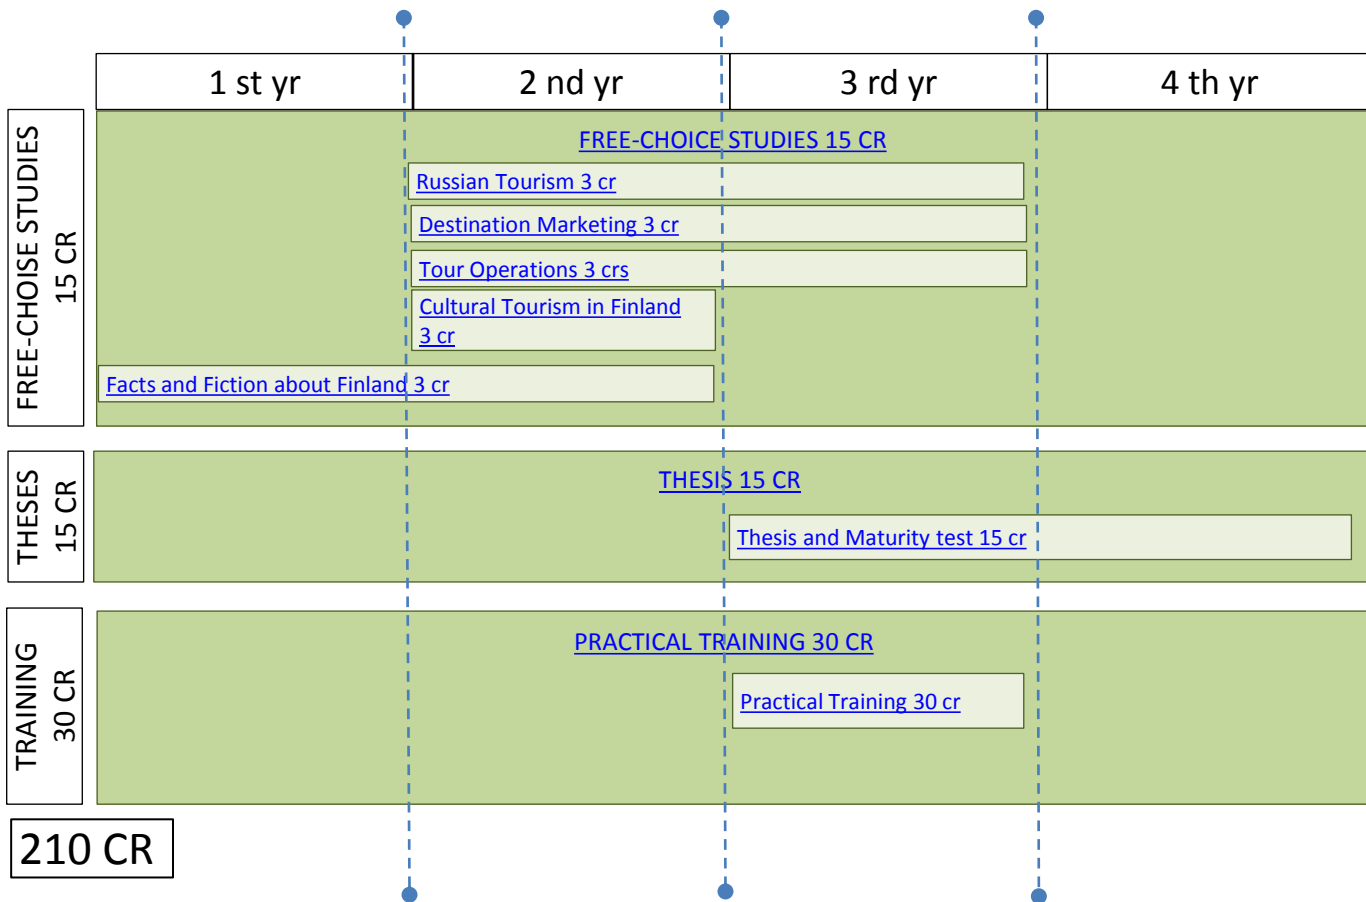 1 st yr
2 nd yr
3 rd yr
4 th yr
FREE-CHOISE STUDIES
15 CR
FREE-CHOICE STUDIES 15 CR
Russian Tourism 3 cr
Destination Marketing 3 cr
Tour Operations 3 crs
Cultural Tourism in Finland
3 cr
Facts and Fiction about Finland 3 cr
THESES
15 CR
THESIS 15 CR
Thesis and Maturity test 15 cr
TRAINING
30 CR
PRACTICAL TRAINING 30 CR
Practical Training 30 cr
210 CR